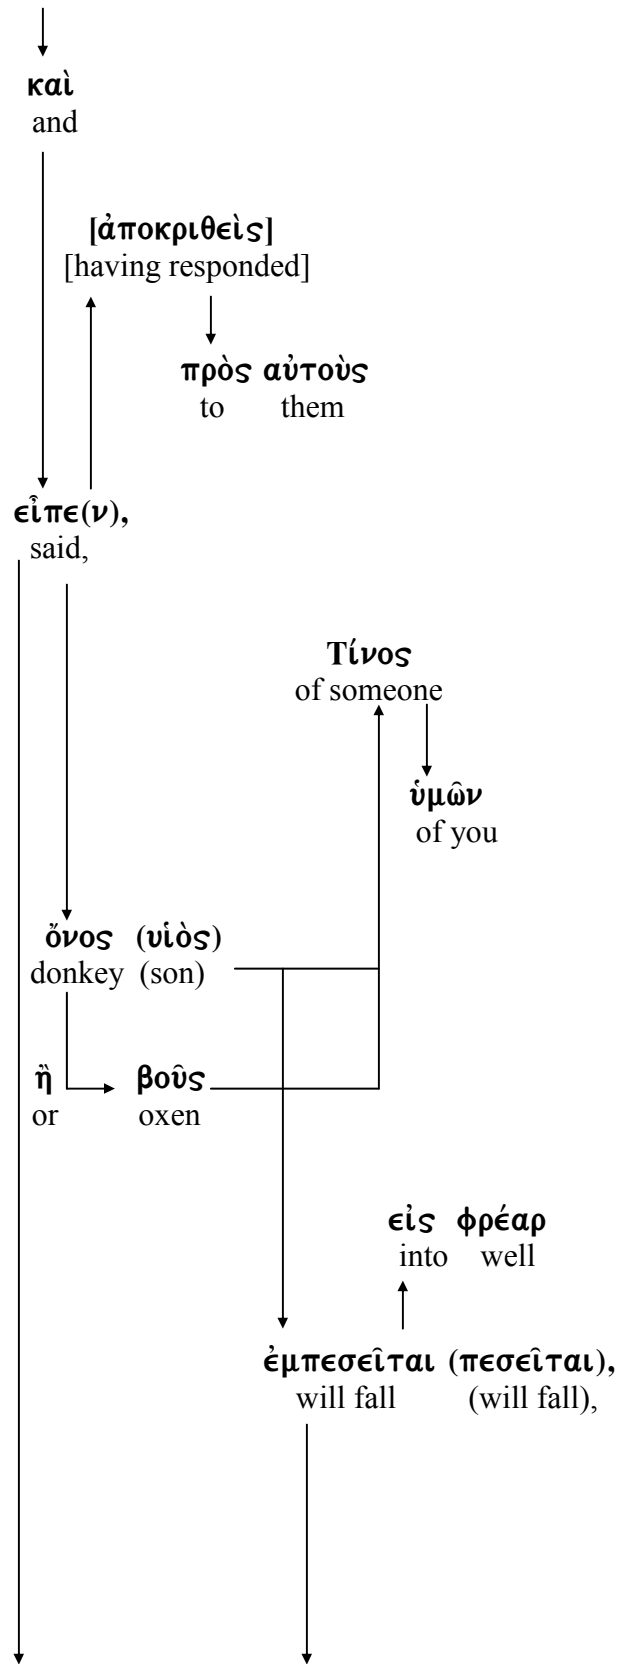 καὶ
and
[ἀποκριθεὶς]
[having responded]
πρὸς αὐτοὺς
to them
εἶπε(ν),
said,
Τίνος
of someone
ὑμῶν
of you
ὄνος (υἱὸς)
donkey (son)
ἢ βοῦς
or oxen
εἰς φρέαρ
into well
ἐμπεσεῖται (πεσεῖται),
will fall (will fall),